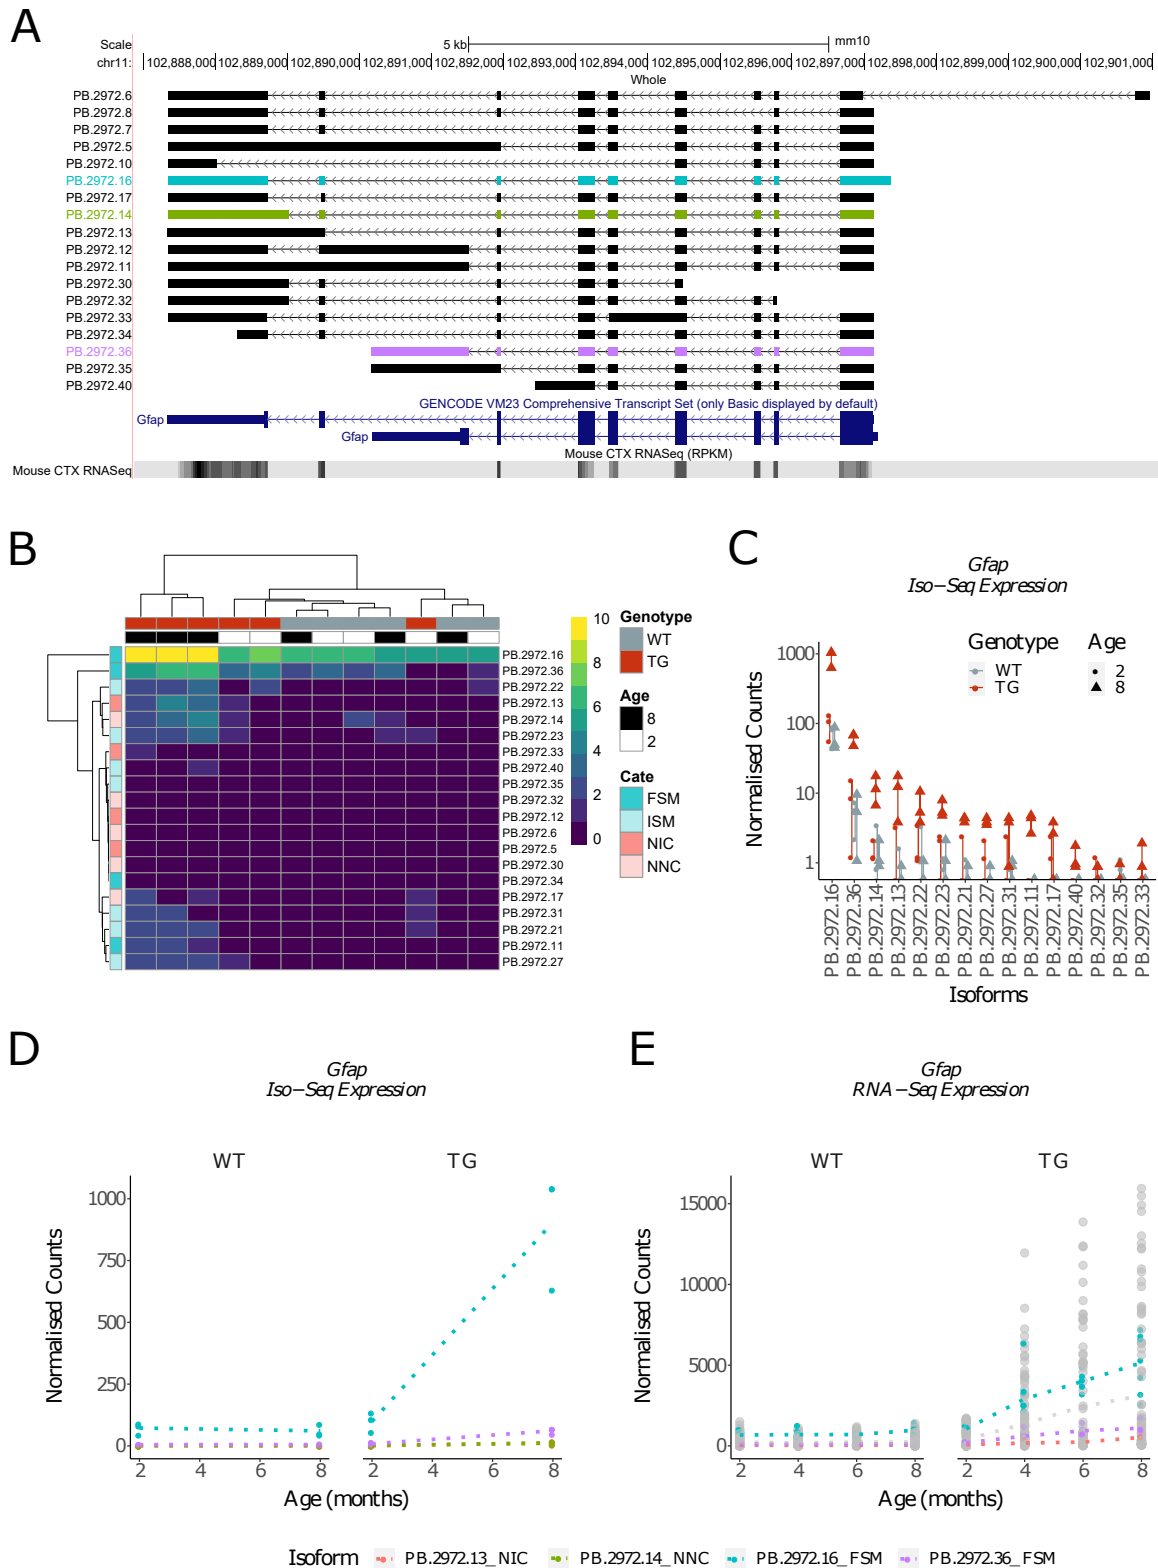 A
Scale 5 kb mm10
chr11: 102,888,000 102,889,000 102,890,000 102,891,000 102,892,000 102,893,000 102,894,000 102,895,000 102,896,000 102,897,000 102,898,000 102,899,000 102,900,000 102,901,000
Whole
PB.2972.6
PB.2972.8
PB.2972.7
PB.2972.5
PB.2972.10
PB.2972.16
PB.2972.17
PB.2972.14
PB.2972.13
PB.2972.12
PB.2972.11
PB.2972.30
PB.2972.32
PB.2972.33
PB.2972.34
PB.2972.36
PB.2972.35
PB.2972.40
GENCODE VM23 Comprehensive Transcript Set (only Basic displayed by default)
Gfap
Gfap
Mouse CTX RNASeq (RPKM)
Mouse CTX RNASeq
B
PB.2972.16
PB.2972.36
PB.2972.22
PB.2972.13
PB.2972.14
PB.2972.23
PB.2972.33
PB.2972.40
PB.2972.35
PB.2972.32
PB.2972.12
PB.2972.6
PB.2972.5
PB.2972.30
PB.2972.34
PB.2972.17
PB.2972.31
PB.2972.21
PB.2972.11
PB.2972.27
10
8
6
4
2
0
Genotype
WT
TG
Age
8
2
Cate
FSM
ISM
NIC
NNC
C
Gfap
Iso−Seq Expression
Genotype
WT
TG
Age
2
8
Normalised Counts
1000
100
10
1
PB.2972.16
PB.2972.36
PB.2972.14
PB.2972.13
PB.2972.22
PB.2972.23
PB.2972.21
PB.2972.27
PB.2972.31
PB.2972.11
PB.2972.17
PB.2972.40
PB.2972.32
PB.2972.35
PB.2972.33
Isoforms
D
Gfap
Iso−Seq Expression
WT TG
Normalised Counts
1000
750
500
250
0
2 4 6 8 2 4 6 8
Age (months)
E
Gfap
RNA−Seq Expression
WT TG
Normalised Counts
15000
10000
5000
0
2 4 6 8 2 4 6 8
Age (months)
Isoform PB.2972.13_NIC PB.2972.14_NNC PB.2972.16_FSM PB.2972.36_FSM